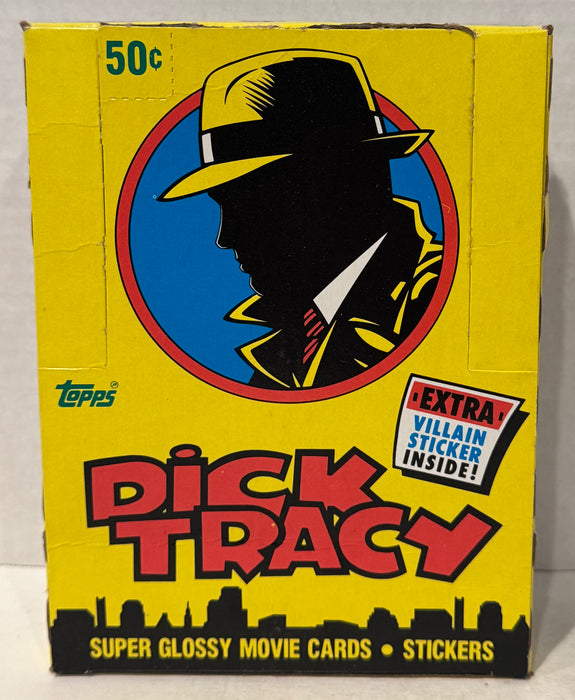 50¢
Topps®
EXTRA
VILLAIN
STICKER
INSIDE!
DiCK
TRACY
SUPER GLOSSY MOVIE CARDS • STICKERS